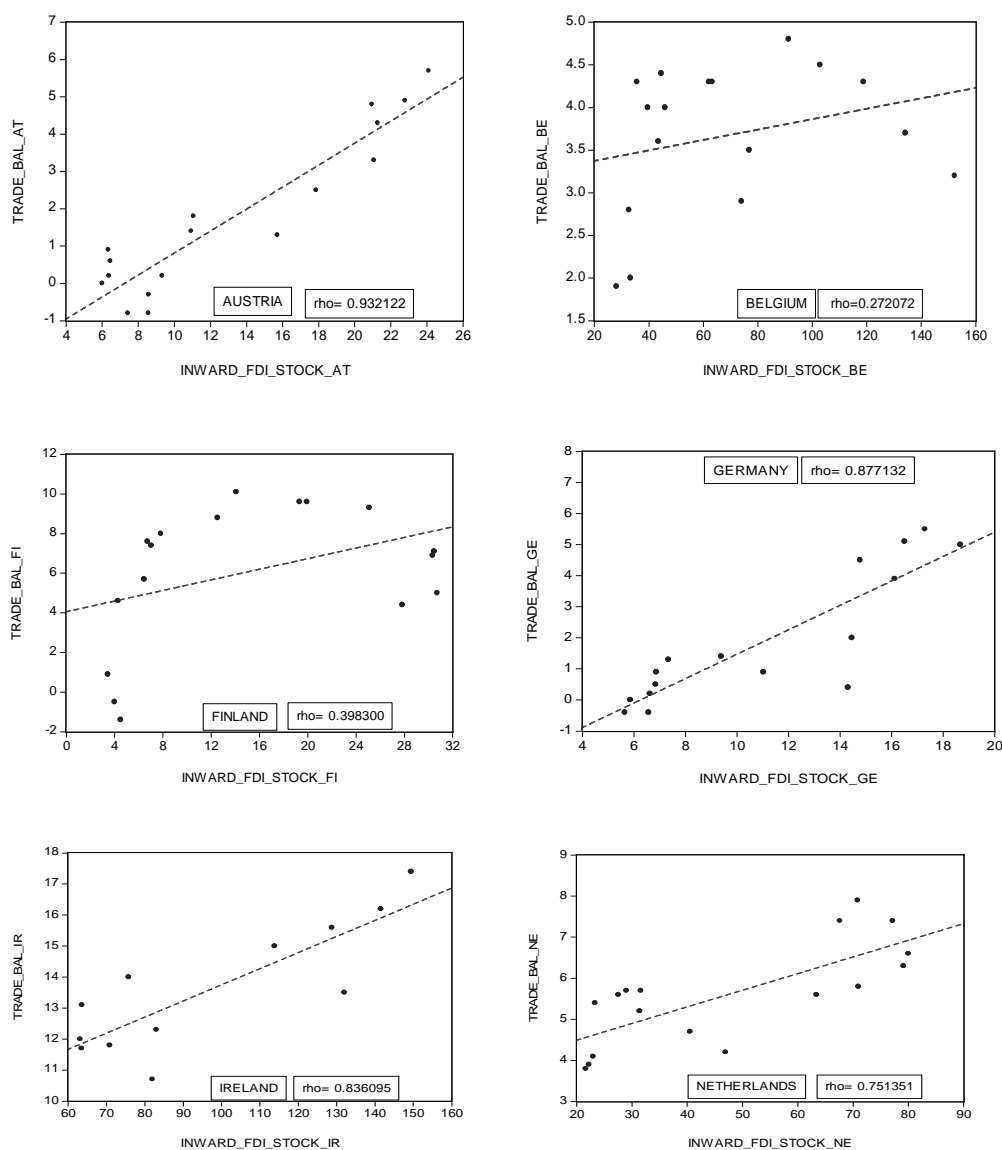 7
6
5
4
3
2
1
0
-1
4 6 8 10 12 14 16 18 20 22 24 26
TRADE_BAL_AT
INWARD_FDI_STOCK_AT
AUSTRIA rho= 0.932122
5.0
4.5
4.0
3.5
3.0
2.5
2.0
1.5
20 40 60 80 100 120 140 160
TRADE_BAL_BE
INWARD_FDI_STOCK_BE
BELGIUM rho=0.272072
12
10
8
6
4
2
0
-2
0 4 8 12 16 20 24 28 32
TRADE_BAL_FI
INWARD_FDI_STOCK_FI
FINLAND rho= 0.398300
8
7
6
5
4
3
2
1
0
-1
4 6 8 10 12 14 16 18 20
TRADE_BAL_GE
INWARD_FDI_STOCK_GE
GERMANY rho= 0.877132
18
17
16
15
14
13
12
11
10
60 70 80 90 100 110 120 130 140 150 160
TRADE_BAL_IR
INWARD_FDI_STOCK_IR
IRELAND rho= 0.836095
9
8
7
6
5
4
3
20 30 40 50 60 70 80 90
TRADE_BAL_NE
INWARD_FDI_STOCK_NE
NETHERLANDS rho= 0.751351